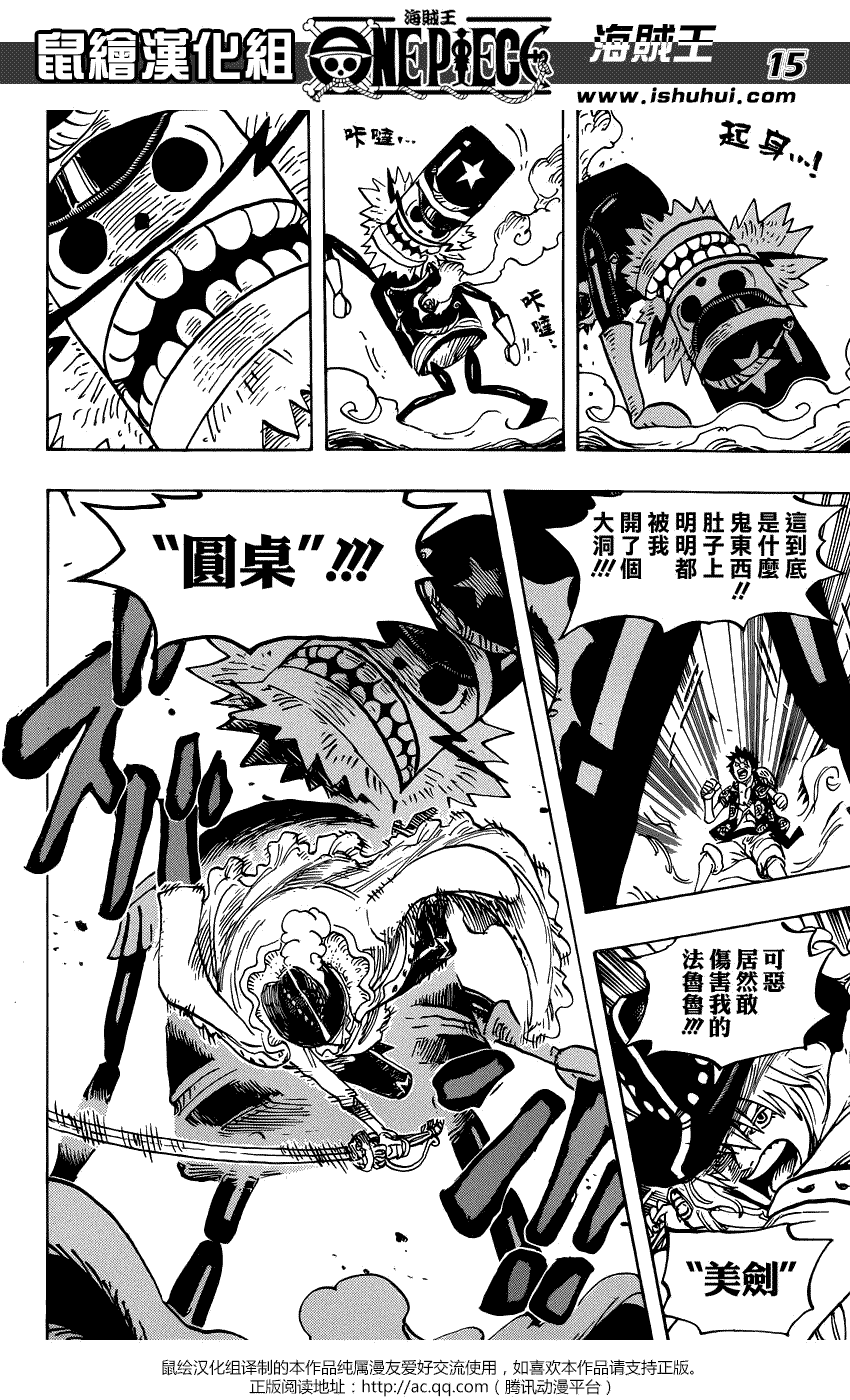 海賊王
鼠繪漢化組
ONE PIECE
海賊王
15
www.ishuhui.com
起身...!
咔噠...
咔噠..
這到底
是什麼
鬼東西!!
肚子上
明明都
被我
開了個
大洞!!!
“圓桌”!!!
可惡
居然敢
傷害我的
法魯魯!!!
“美劍”
鼠绘汉化组译制的本作品纯属漫友爱好交流使用，如喜欢本作品请支持正版。
正版阅读地址：http://ac.qq.com（腾讯动漫平台）